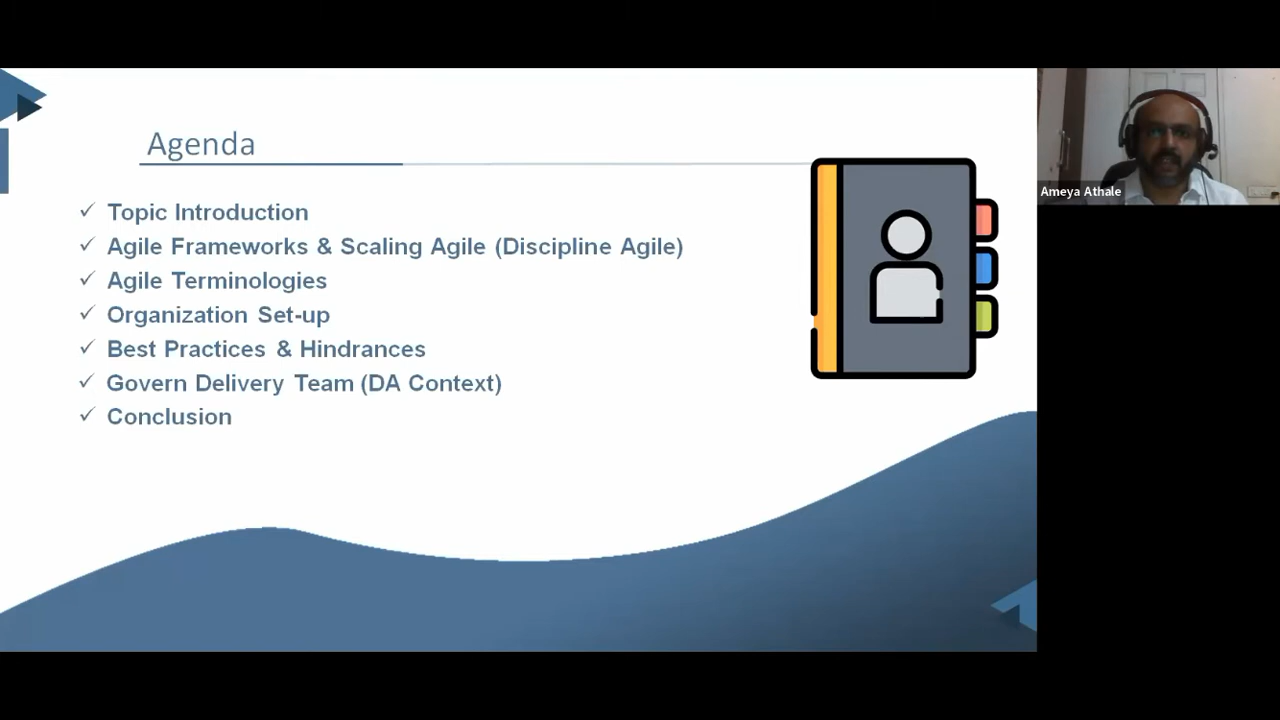 Agenda
Topic Introduction
Agile Frameworks & Scaling Agile (Discipline Agile)
Agile Terminologies
Organization Set-up
Best Practices & Hindrances
Govern Delivery Team (DA Context)
Conclusion
Ameya Athale